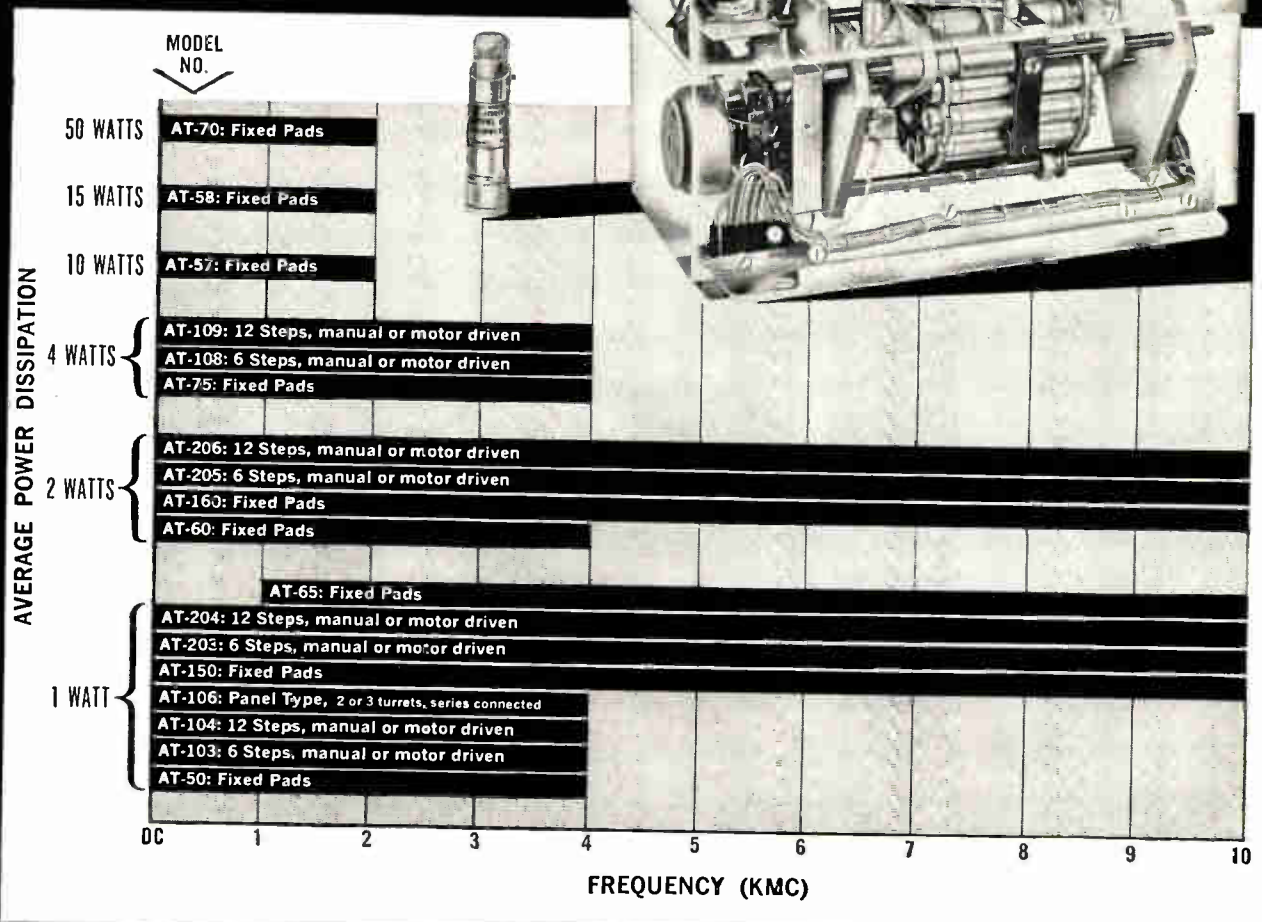 MODEL
NO.
50 WATTS
AT-70: Fixed Pads
15 WATTS
AT-58: Fixed Pads
10 WATTS
AT-57: Fixed Pads
AVERAGE POWER DISSIPATION
4 WATTS
AT-109: 12 Steps, manual or motor driven
AT-108: 6 Steps, manual or motor driven
AT-75: Fixed Pads
2 WATTS
AT-206: 12 Steps, manual or motor driven
AT-205: 6 Steps, manual or motor driven
AT-160: Fixed Pads
AT-60: Fixed Pads
AT-65: Fixed Pads
1 WATT
AT-204: 12 Steps, manual or motor driven
AT-203: 6 Steps, manual or motor driven
AT-150: Fixed Pads
AT-106: Panel Type, 2 or 3 turrets, series connected
AT-104: 12 Steps, manual or motor driven
AT-103: 6 Steps, manual or motor driven
AT-50: Fixed Pads
DC 1 2 3 4 5 6 7 8 9 10
FREQUENCY (KMC)